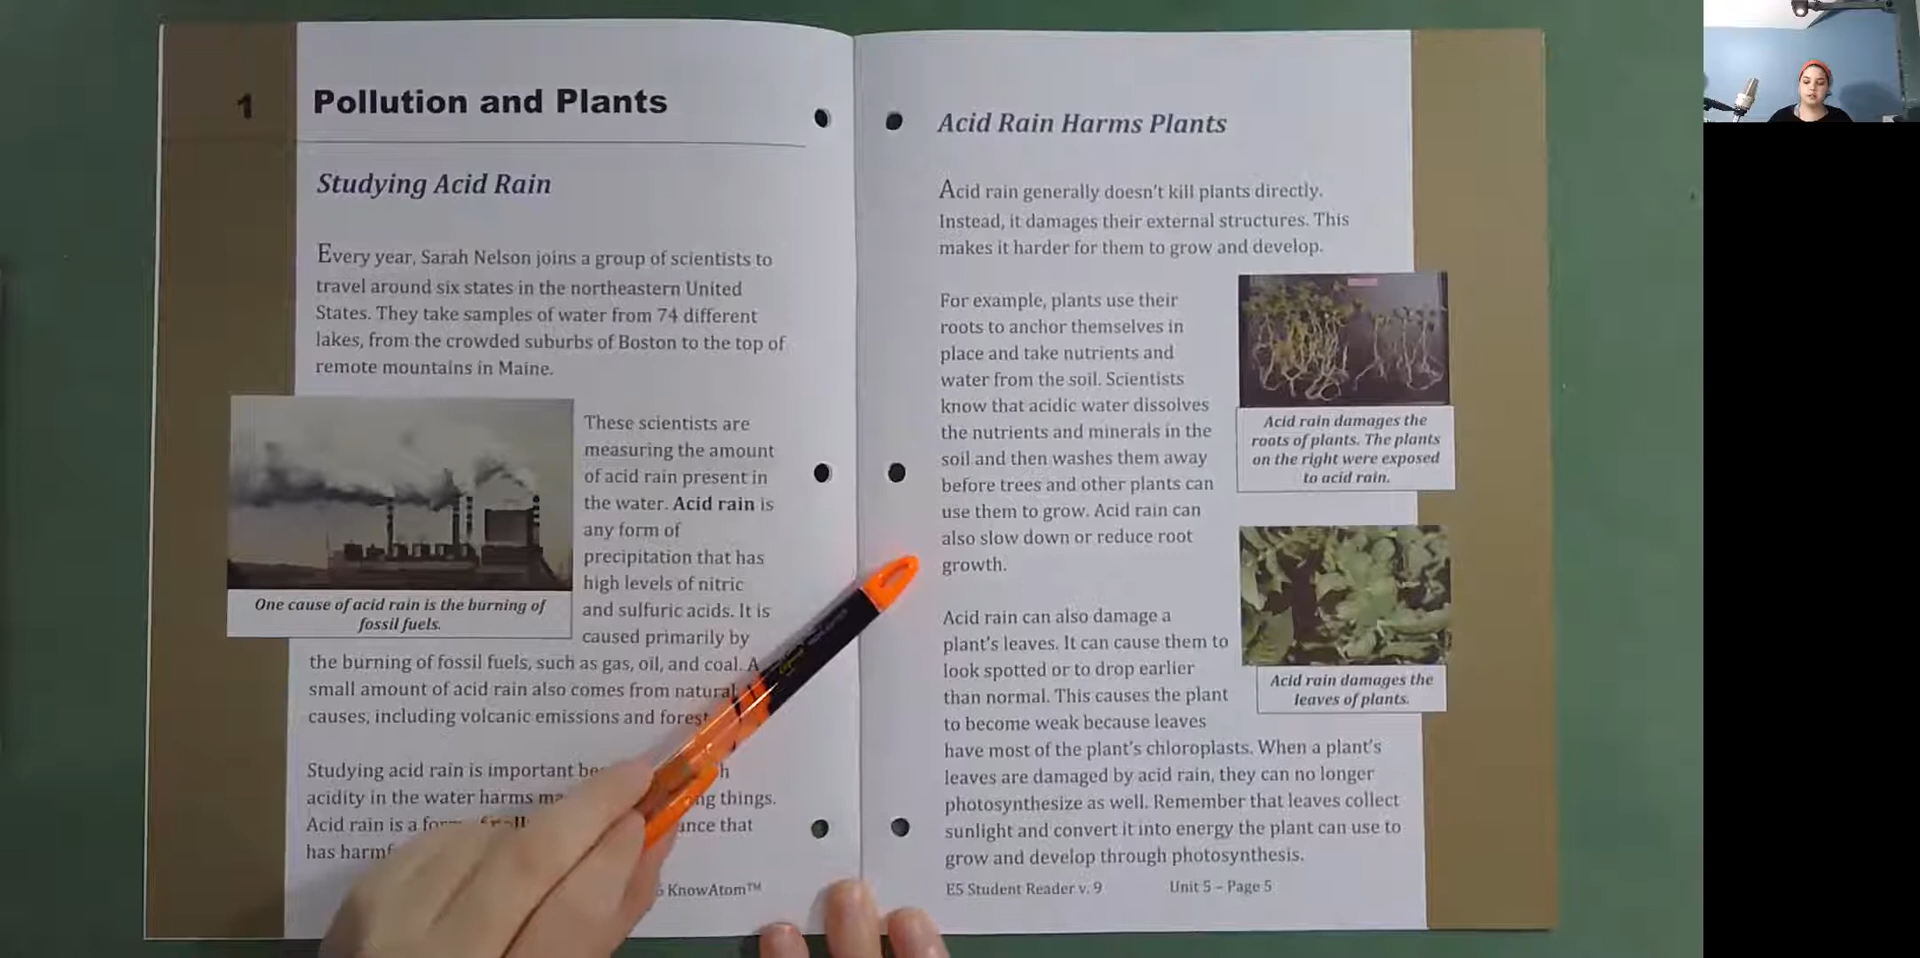 1 Pollution and Plants
Studying Acid Rain
Every year, Sarah Nelson joins a group of scientists to
travel around six states in the northeastern United
States. They take samples of water from 74 different
lakes, from the crowded suburbs of Boston to the top of
remote mountains in Maine.
These scientists are
measuring the amount
of acid rain present in
the water. Acid rain is
any form of
precipitation that has
high levels of nitric
and sulfuric acids. It is
caused primarily by
the burning of fossil fuels, such as gas, oil, and coal. A
small amount of acid rain also comes from natural
causes, including volcanic emissions and forest
One cause of acid rain is the burning of
fossil fuels.
Studying acid rain is important
acidity in the water harms things.
Acid rain is a form that
has
KnowAtom™
Acid Rain Harms Plants
Acid rain generally doesn't kill plants directly.
Instead, it damages their external structures. This
makes it harder for them to grow and develop.
For example, plants use their
roots to anchor themselves in
place and take nutrients and
water from the soil. Scientists
know that acidic water dissolves
the nutrients and minerals in the
soil and then washes them away
before trees and other plants can
use them to grow. Acid rain can
also slow down or reduce root
growth.
Acid rain damages the
roots of plants. The plants
on the right were exposed
to acid rain.
Acid rain can also damage a
plant's leaves. It can cause them to
look spotted or to drop earlier
than normal. This causes the plant
to become weak because leaves
have most of the plant's chloroplasts. When a plant's
leaves are damaged by acid rain, they can no longer
photosynthesize as well. Remember that leaves collect
sunlight and convert it into energy the plant can use to
grow and develop through photosynthesis.
Acid rain damages the
leaves of plants.
E5 Student Reader v. 9 Unit 5 – Page 5